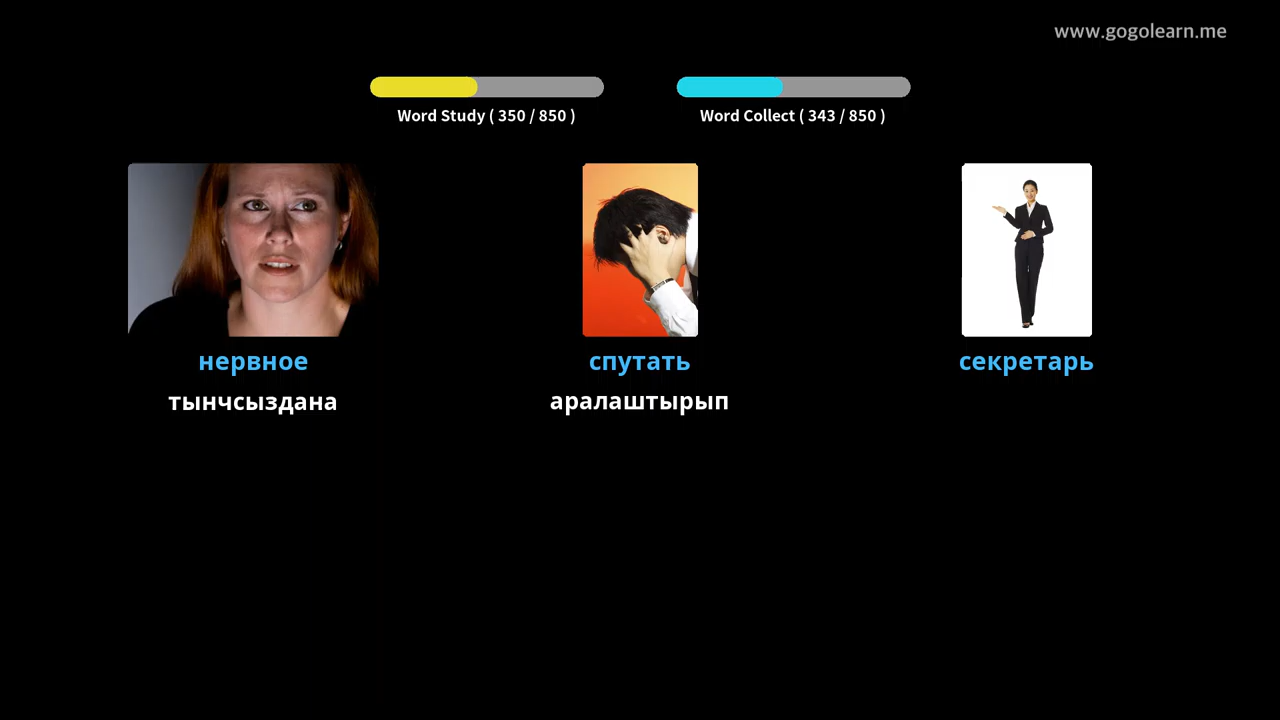 www.gogolearn.me
Word Study ( 350 / 850 )
Word Collect ( 343 / 850 )
нервное
спутать
секретарь
тынчсыздана
аралаштырып